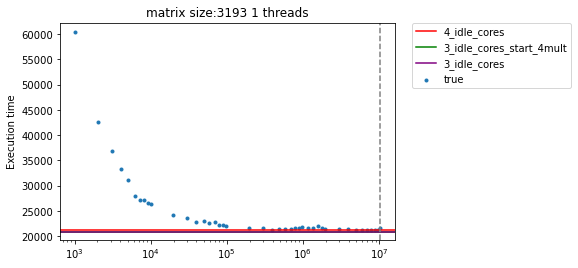 matrix size:3193 1 threads
Execution time
60000
55000
50000
45000
40000
35000
30000
25000
20000
10³
10⁴
10⁵
10⁶
10⁷
4_idle_cores
3_idle_cores_start_4mult
3_idle_cores
true